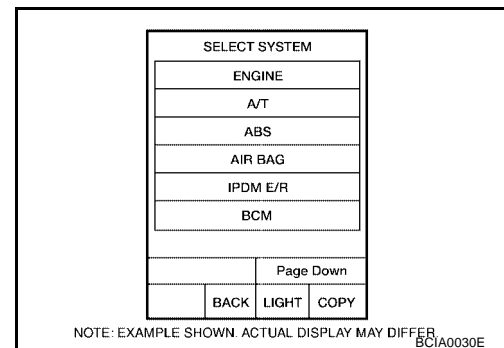 SELECT SYSTEM
ENGINE
A/T
ABS
AIR BAG
IPDM E/R
BCM
Page Down
BACK LIGHT COPY
NOTE: EXAMPLE SHOWN. ACTUAL DISPLAY MAY DIFFER.
BCIA0030E